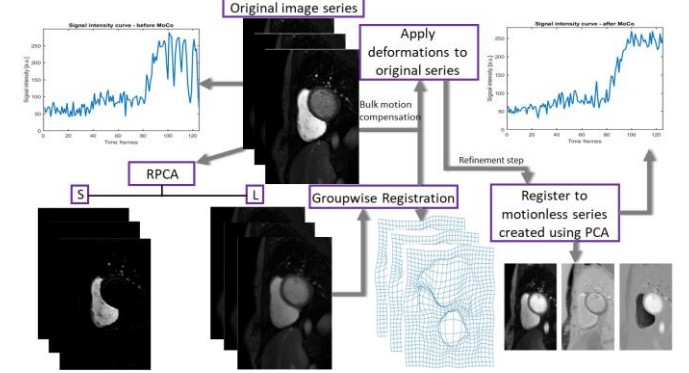 Original image series
Signal intensity curve - before MoCo
Signal intensity [a.u.]
250
200
150
100
50
0
0 20 40 60 80 100 120
Time frames
Apply
deformations to
original series
Signal intensity curve - after MoCo
Signal intensity [a.u.]
250
200
150
100
50
0
0 20 40 60 80 100 120
Time frames
Bulk motion
compensation
Refinement step
RPCA
S
L
Groupwise Registration
Register to
motionless series
created using PCA